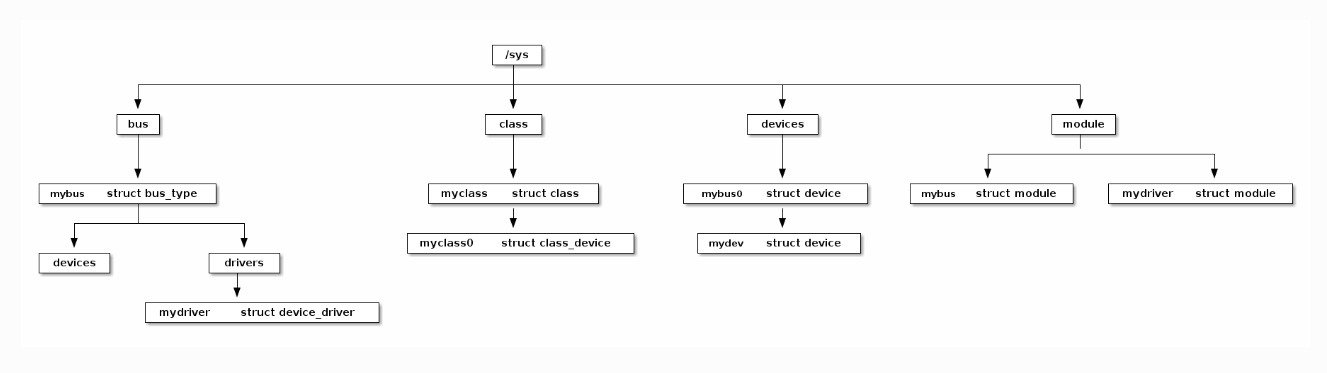 /sys
bus class devices module
mybus struct bus_type myclass struct class mybus0 struct device mybus struct module mydriver struct module
myclass0 struct class_device mydev struct device
devices drivers
mydriver struct device_driver